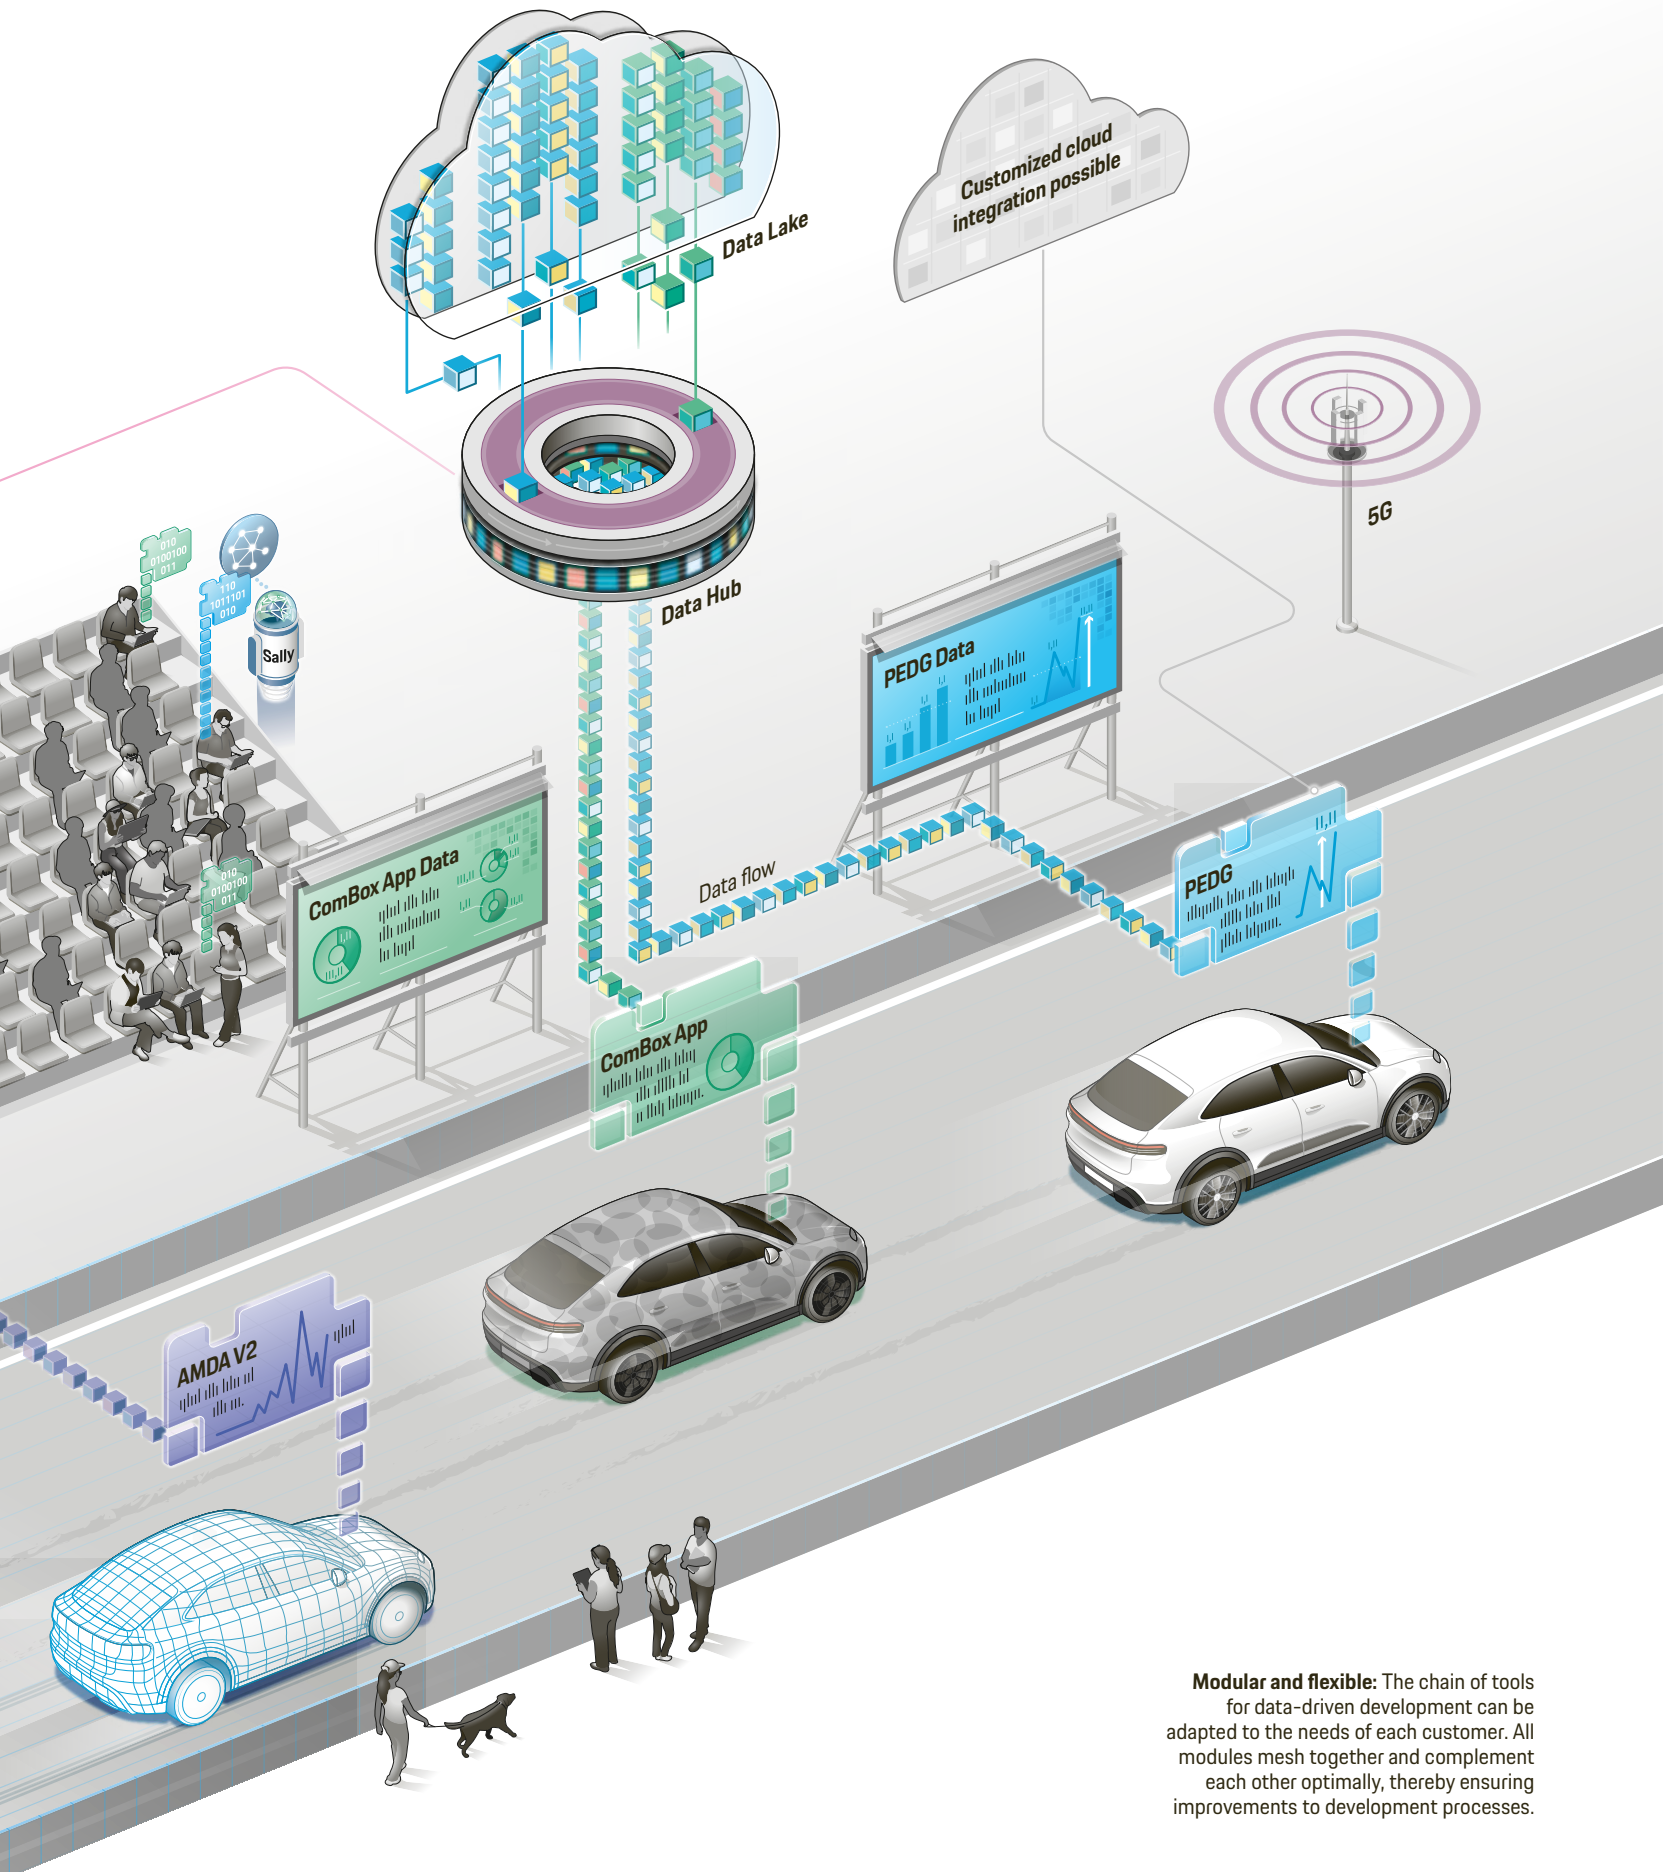 Customized cloud
integration possible
Data Lake
5G
010
0100100
011
110
1011101
010
Sally
Data Hub
PEDG Data
ComBox App Data
Data flow
010
0100100
011
PEDG
ComBox App
AMDA V2
Modular and flexible: The chain of tools
for data-driven development can be
adapted to the needs of each customer. All
modules mesh together and complement
each other optimally, thereby ensuring
improvements to development processes.